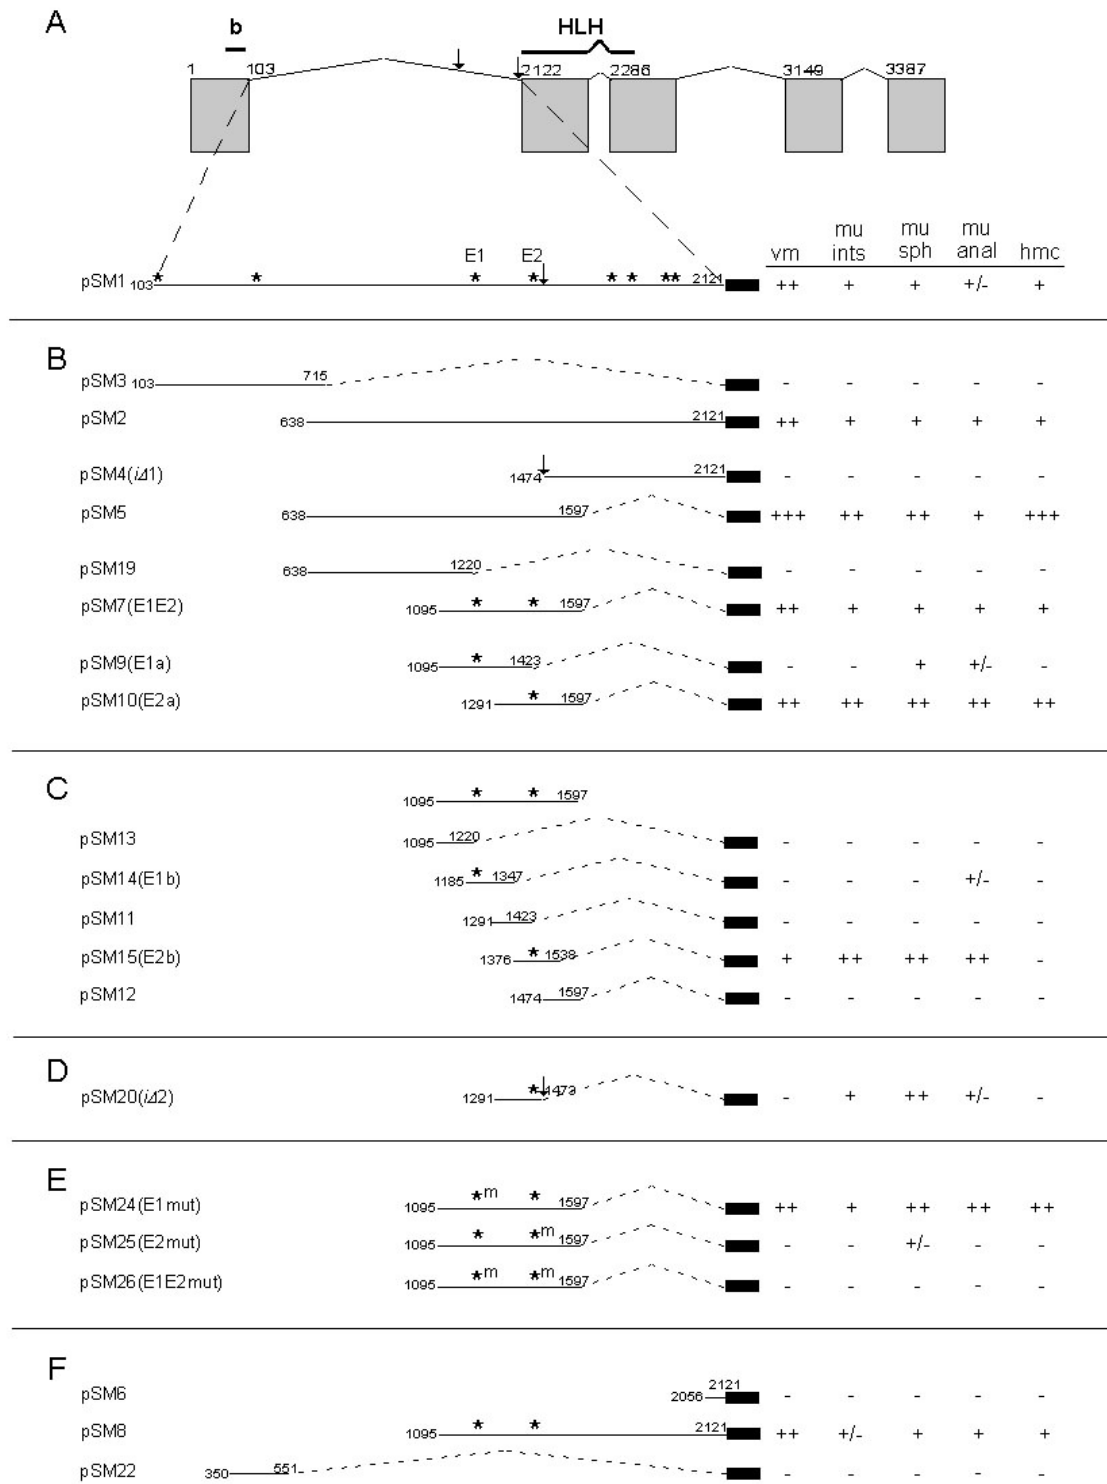 A
b HLH
1 103 2122 2286 3149 3387
E1 E2 vm mu ints mu sph mu anal hmc
pSM1 103 * * * * * * * * 2121 ++ + + +/- +
B
pSM3 103 715 - - - - -
pSM2 638 2121 ++ + + + +
pSM4(iΔ1) 1474 2121 - - - - -
pSM5 638 1597 +++ ++ ++ + +++
pSM19 638 1220 - - - - -
pSM7(E1E2) 1095 * * 1597 ++ + + + +
pSM9(E1a) 1095 * 1423 - - + +/- -
pSM10(E2a) 1291 * 1597 ++ ++ ++ ++ ++
C
1095 * * 1597
pSM13 1095 1220 - - - - -
pSM14(E1b) 1185 * 1347 - - - +/- -
pSM11 1291 1423 - - - - -
pSM15(E2b) 1376 * 1538 + ++ ++ ++ -
pSM12 1474 1597 - - - - -
D
pSM20(iΔ2) 1291 * 1473 - + ++ +/- -
E
pSM24(E1mut) 1095 *m * 1597 ++ + ++ ++ ++
pSM25(E2mut) 1095 * *m 1597 - - +/- - -
pSM26(E1E2mut) 1095 *m *m 1597 - - - - -
F
pSM6 2056 2121 - - - - -
pSM8 1095 * * 2121 ++ +/- + + +
pSM22 350 551 - - - - -